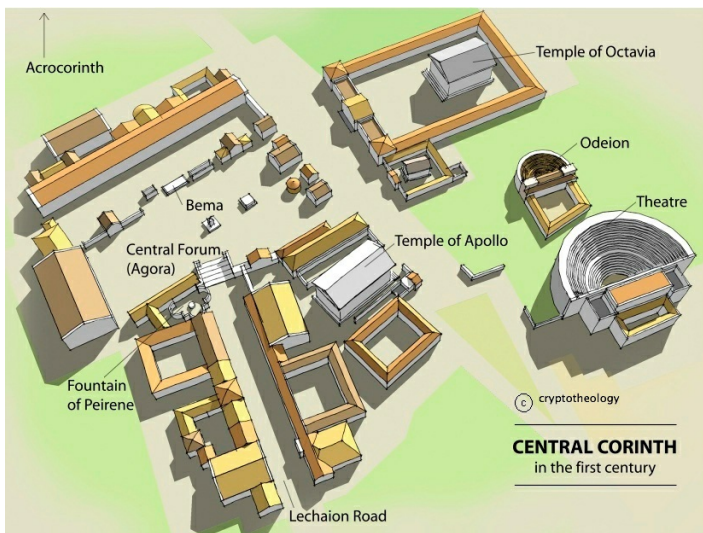 Acrocorinth
Temple of Octavia
Odeion
Theatre
Bema
Central Forum
(Agora)
Temple of Apollo
Fountain
of Peirene
Lechaion Road
© cryptotheology
CENTRAL CORINTH
in the first century